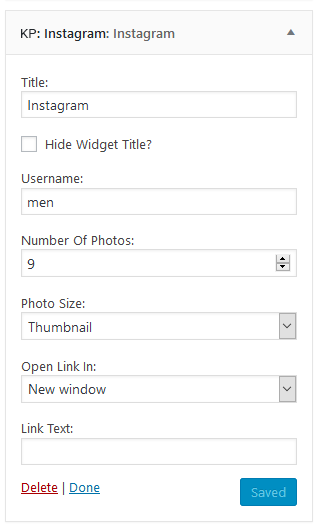 KP: Instagram: Instagram
Title:
Instagram
Hide Widget Title?
Username:
men
Number Of Photos:
9
Photo Size:
Thumbnail
Open Link In:
New window
Link Text:
Delete | Done
Saved